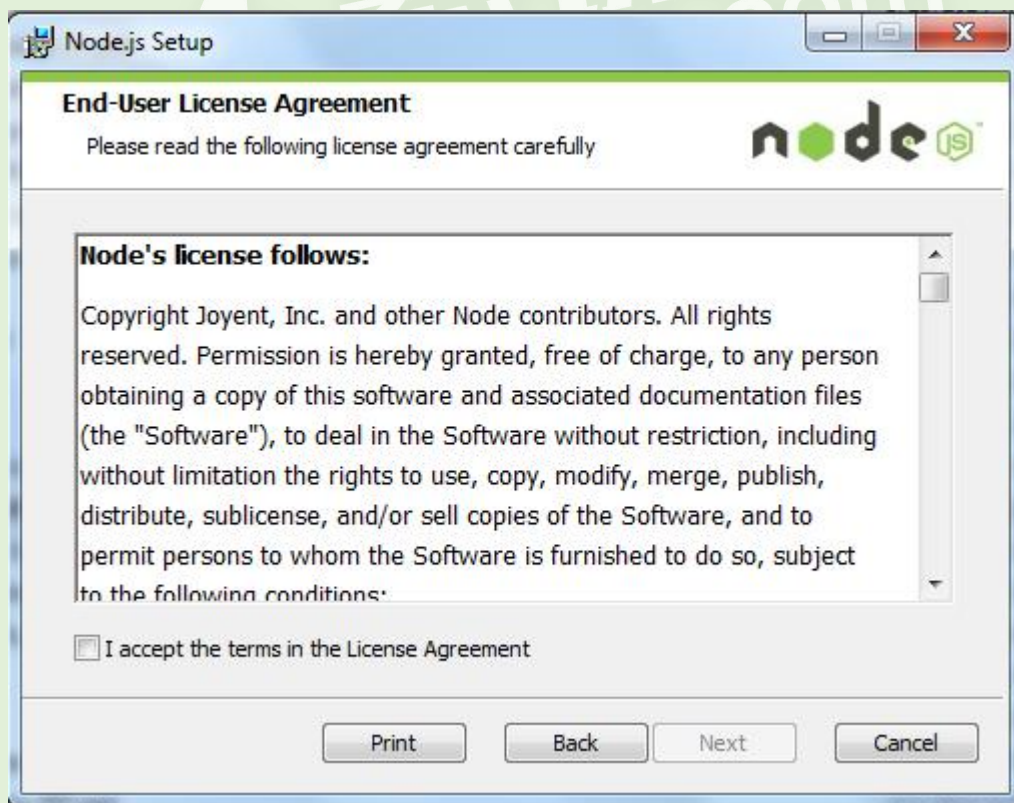 Node.js Setup
End-User License Agreement
Please read the following license agreement carefully
node JS
Node's license follows:
Copyright Joyent, Inc. and other Node contributors. All rights
reserved. Permission is hereby granted, free of charge, to any person
obtaining a copy of this software and associated documentation files
(the "Software"), to deal in the Software without restriction, including
without limitation the rights to use, copy, modify, merge, publish,
distribute, sublicense, and/or sell copies of the Software, and to
permit persons to whom the Software is furnished to do so, subject
to the following conditions:
I accept the terms in the License Agreement
Print Back Next Cancel